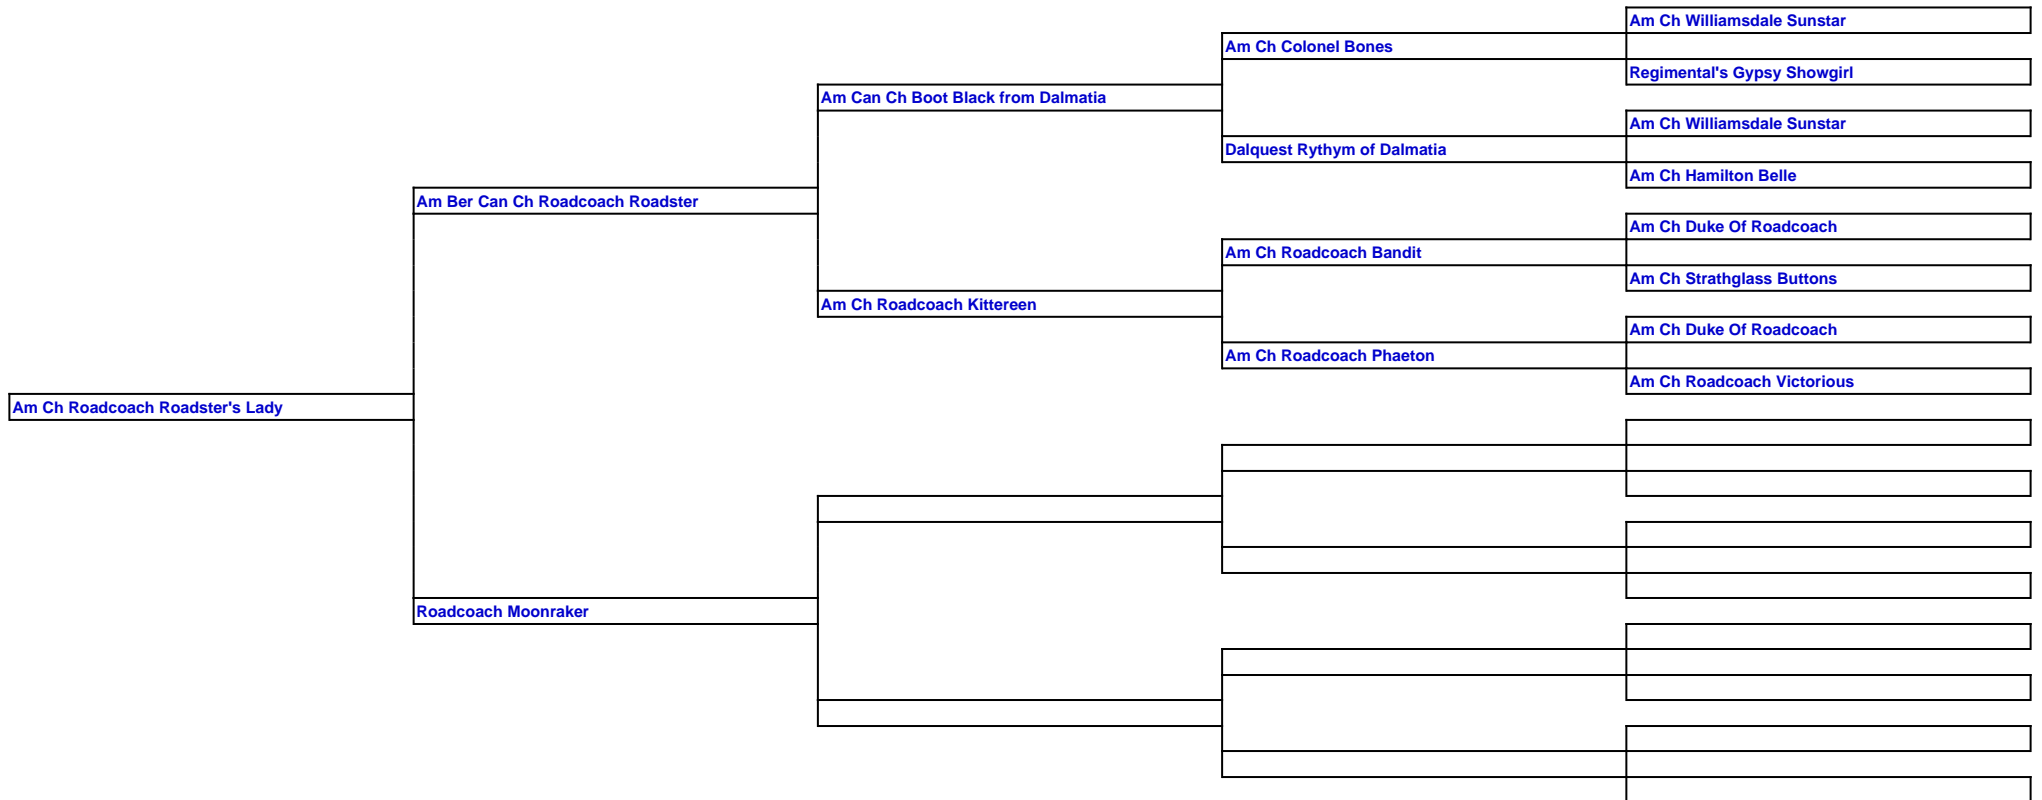 Am Ch Williamsdale Sunstar
Am Ch Colonel Bones
Regimental's Gypsy Showgirl
Am Can Ch Boot Black from Dalmatia
Am Ch Williamsdale Sunstar
Dalquest Rythym of Dalmatia
Am Ch Hamilton Belle
Am Ber Can Ch Roadcoach Roadster
Am Ch Duke Of Roadcoach
Am Ch Roadcoach Bandit
Am Ch Strathglass Buttons
Am Ch Roadcoach Kittereen
Am Ch Duke Of Roadcoach
Am Ch Roadcoach Phaeton
Am Ch Roadcoach Victorious
Am Ch Roadcoach Roadster's Lady
Roadcoach Moonraker